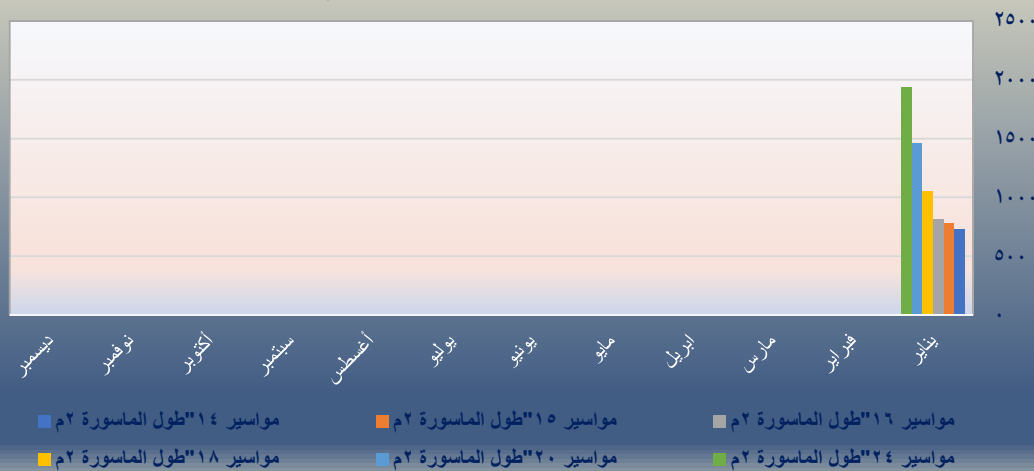 ٢٥٠٠
٢٠٠٠
١٥٠٠
١٠٠٠
٥٠٠
٠
يناير
فبراير
مارس
ابريل
مايو
يونيو
يوليو
أغسطس
سبتمبر
أكتوبر
نوفمبر
ديسمبر
مواسير ١٦"طول الماسورة ٢م مواسير ١٥"طول الماسورة ٢م مواسير ١٤"طول الماسورة ٢م
مواسير ٢٤"طول الماسورة ٢م مواسير ٢٠"طول الماسورة ٢م مواسير ١٨"طول الماسورة ٢م